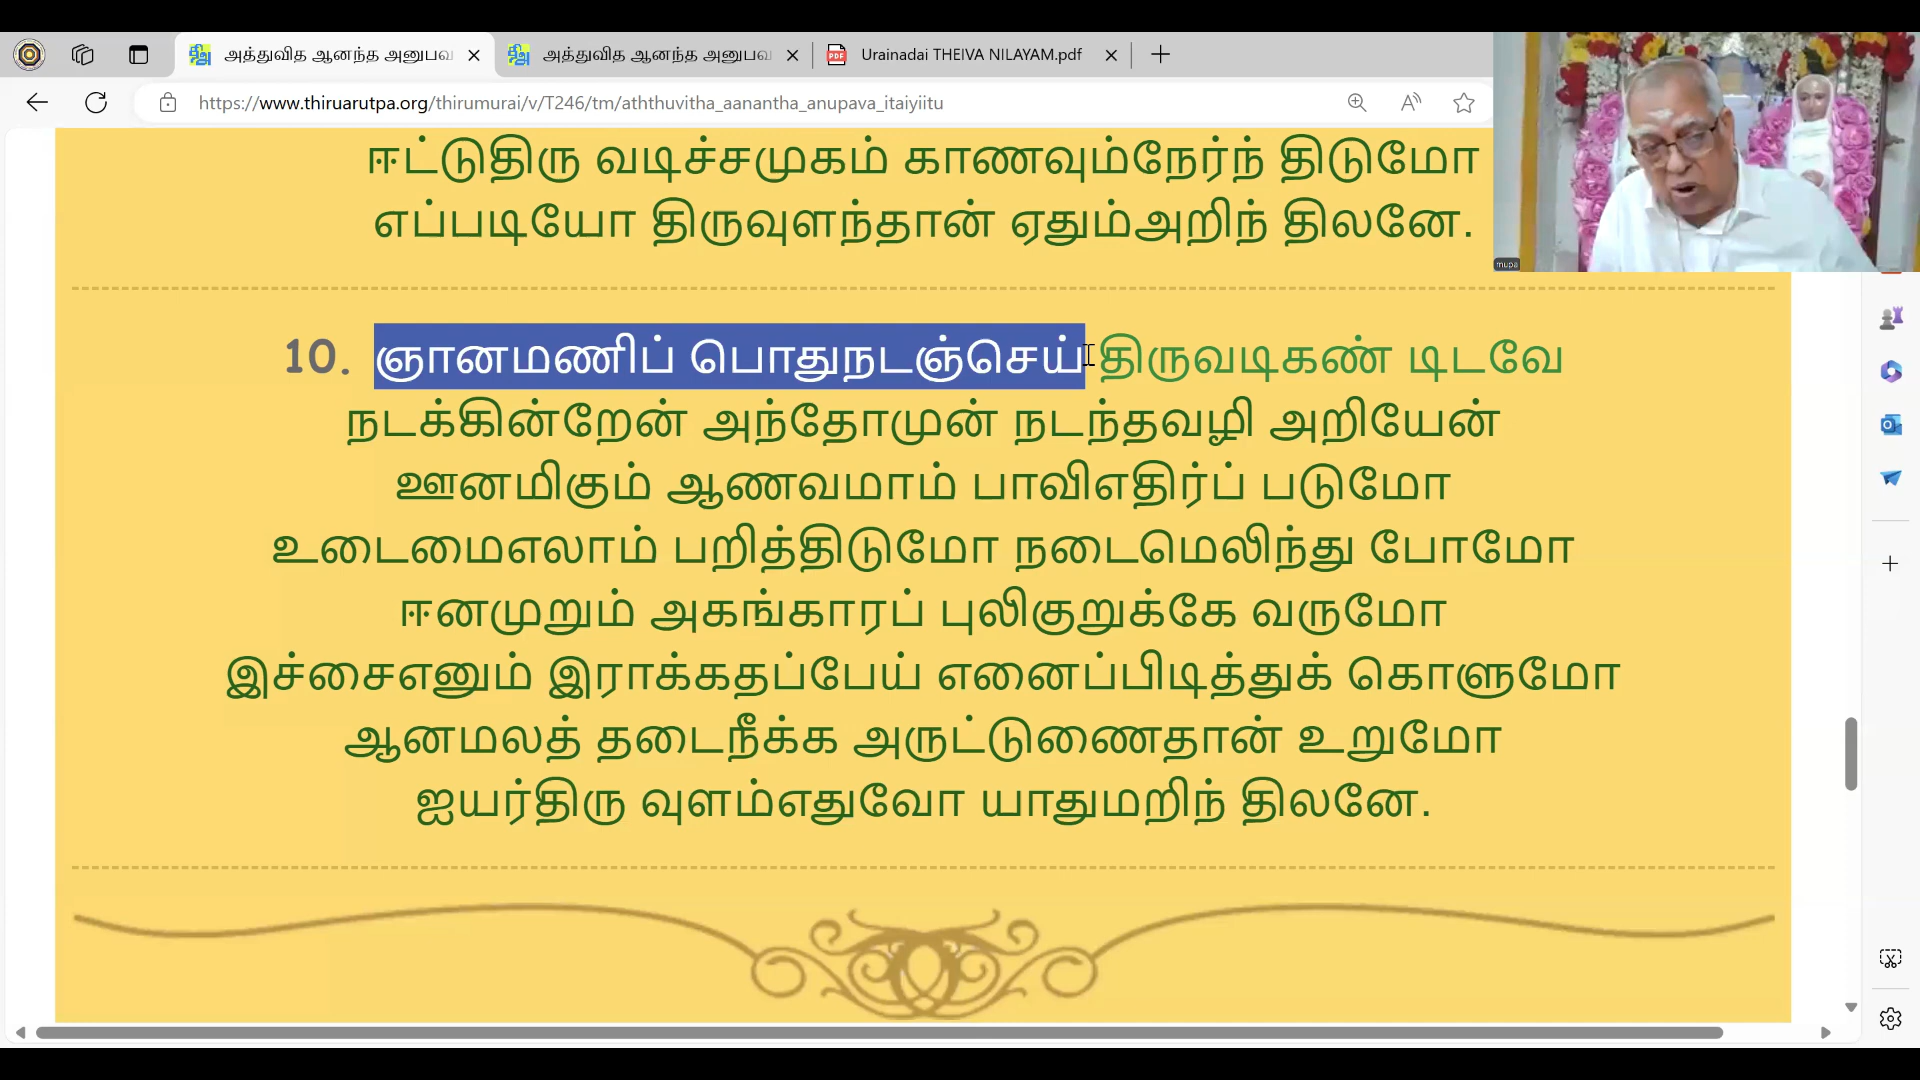 அத்துவித ஆனந்த அனுபவ
அத்துவித ஆனந்த அனுபவ
Urainadai THEIVA NILAYAM.pdf
https://www.thiruarutpa.org/thirumurai/v/T246/tm/aththuvitha_aanantha_anupava_itaiyiitu
ஈட்டுதிரு வடிச்சமுகம் காணவும்நேர்ந் திடுமோ
எப்படியோ திருவுளந்தான் ஏதும்அறிந் திலனே.
mupa
10. ஞானமணிப் பொதுநடஞ்செய் திருவடிகண் டிடவே
நடக்கின்றேன் அந்தோமுன் நடந்தவழி அறியேன்
ஊனமிகும் ஆணவமாம் பாவிஎதிர்ப் படுமோ
உடைமைஎலாம் பறித்திடுமோ நடைமெலிந்து போமோ
ஈனமுறும் அகங்காரப் புலிகுறுக்கே வருமோ
இச்சைஎனும் இராக்கதப்பேய் எனைப்பிடித்துக் கொளுமோ
ஆனமலத் தடைநீக்க அருட்டுணைதான் உறுமோ
ஐயர்திரு வுளம்எதுவோ யாதுமறிந் திலனே.